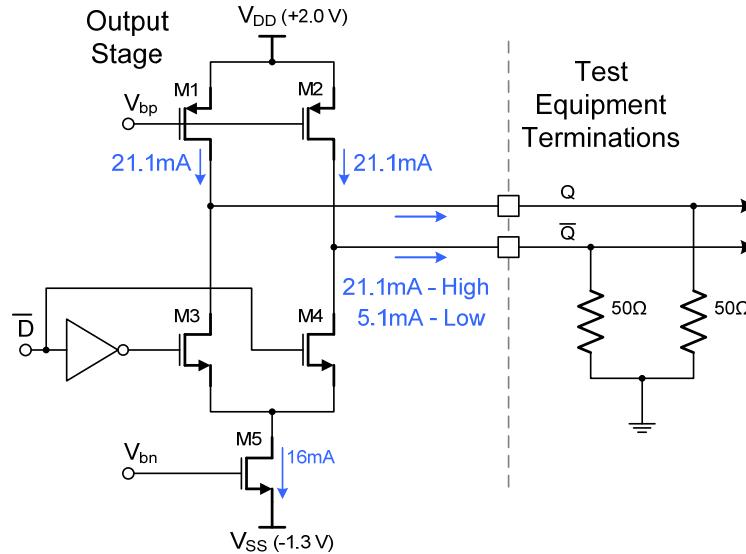 Output
Stage
V_DD (+2.0 V)
Test
Equipment
Terminations
M1
M2
V_bp
21.1mA
21.1mA
Q
Q̅
21.1mA - High
5.1mA - Low
50Ω
50Ω
D̅
M3
M4
M5
V_bn
16mA
V_SS (-1.3 V)